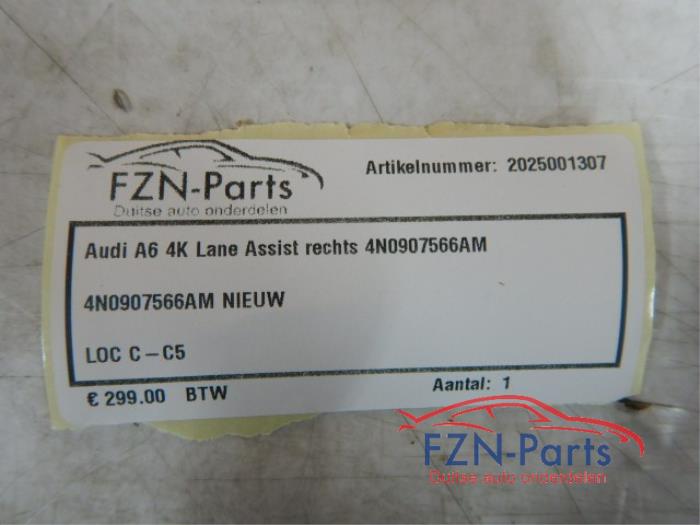 FZN-Parts
Duitse auto onderdelen
Artikelnummer: 2025001307
Audi A6 4K Lane Assist rechts 4N0907566AM
4N0907566AM NIEUW
LOC C-C5
€ 299.00 BTW
Aantal: 1
FZN-Parts
Duitse auto onderdelen